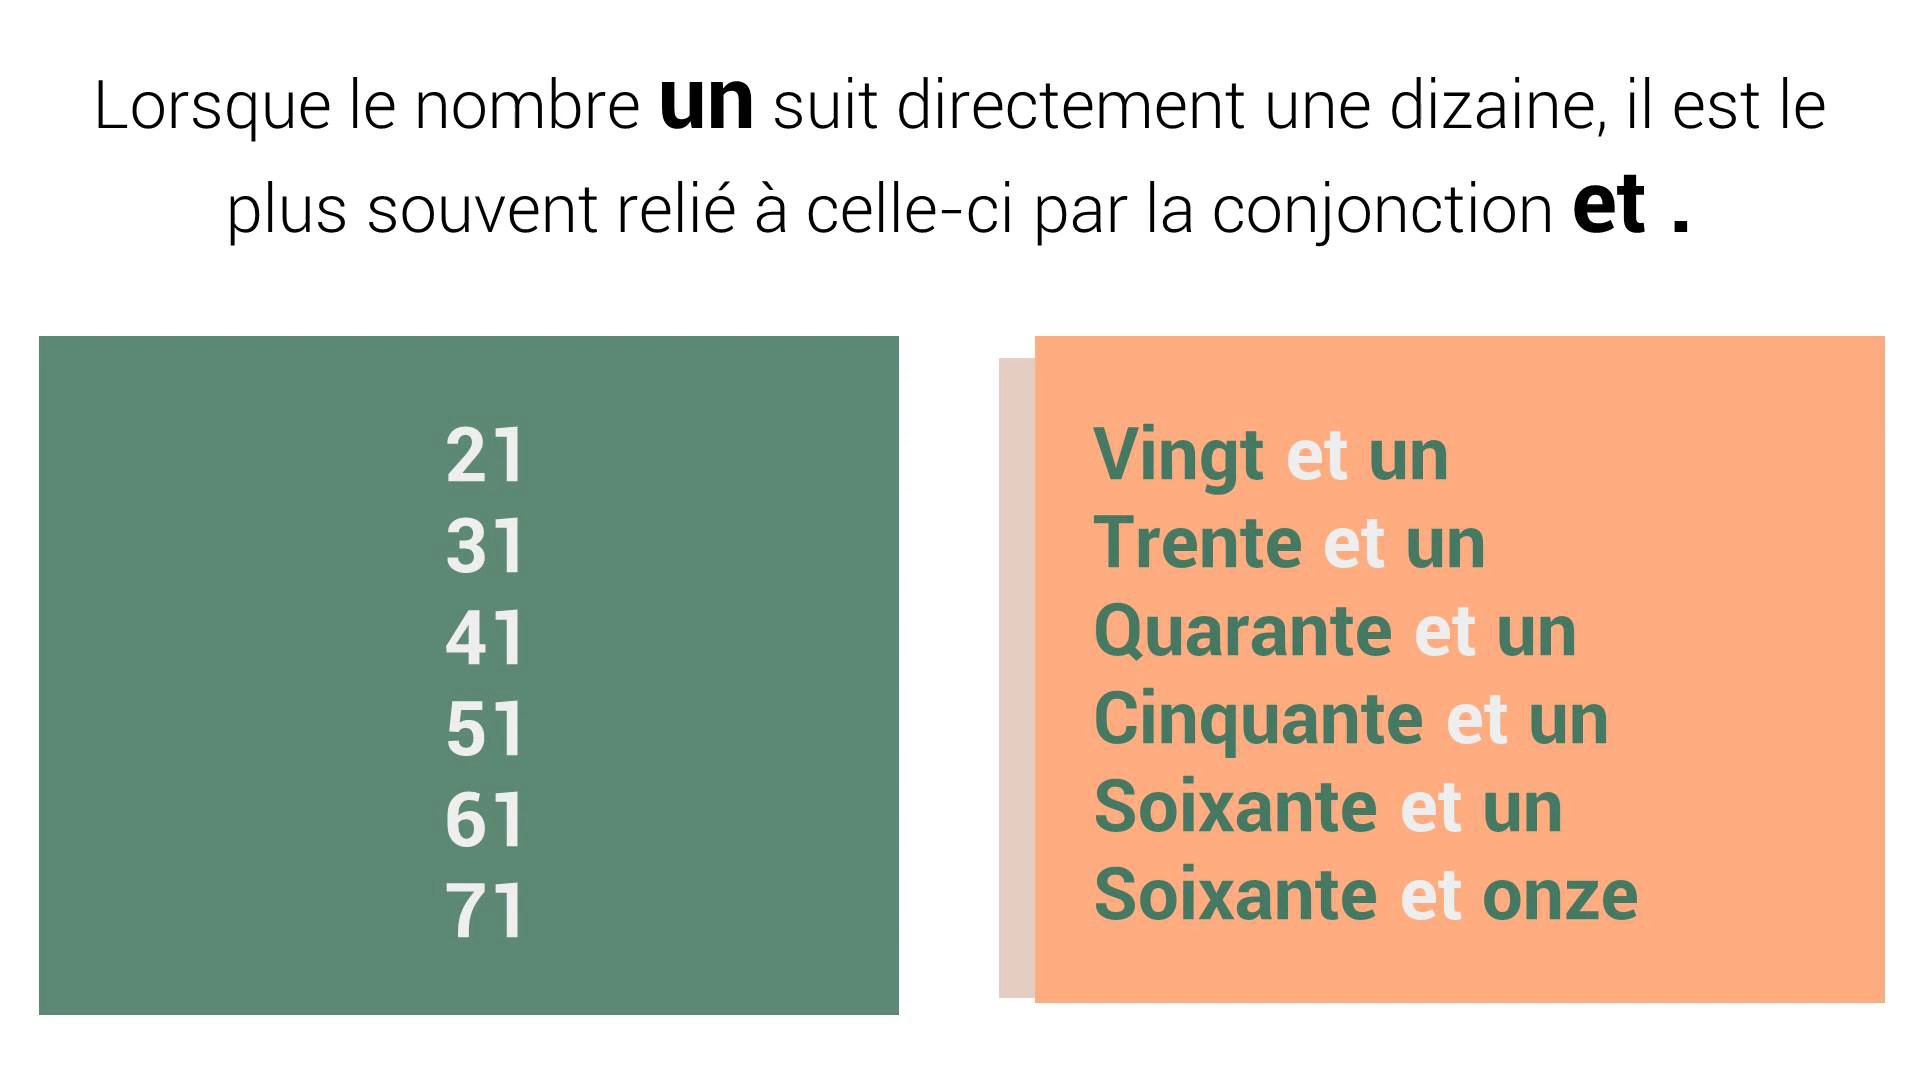 Lorsque le nombre un suit directement une dizaine, il est le
plus souvent relié à celle-ci par la conjonction et .
21
31
41
51
61
71
Vingt et un
Trente et un
Quarante et un
Cinquante et un
Soixante et un
Soixante et onze